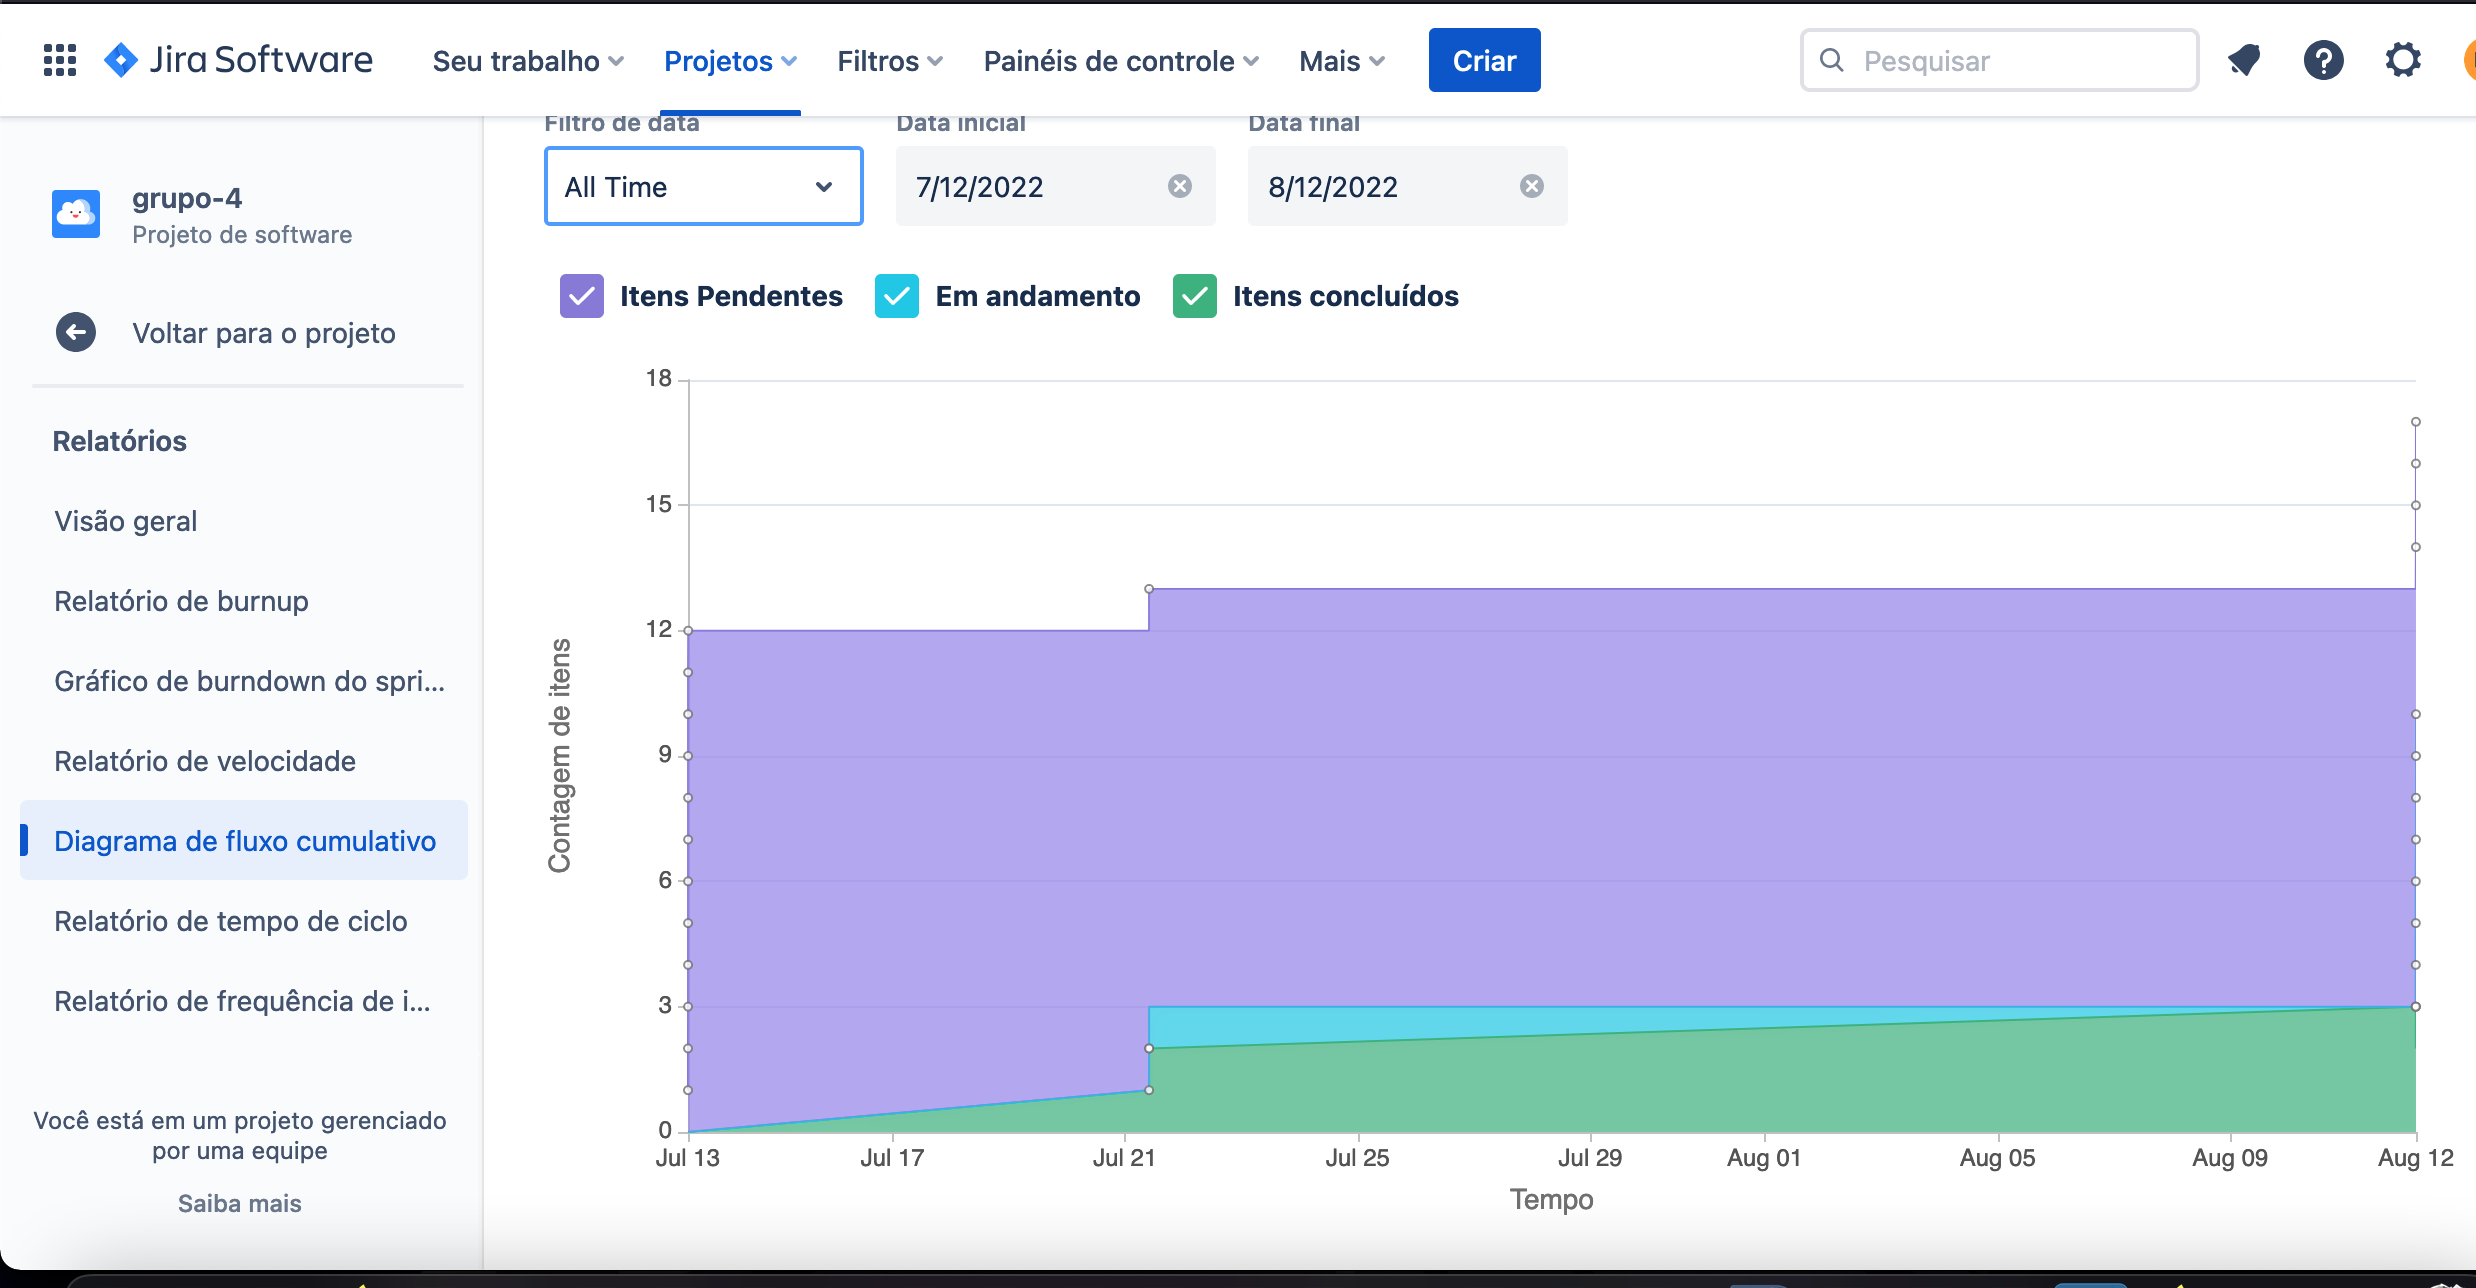 Jira Software
Seu trabalho
Projetos
Filtros
Painéis de controle
Mais
Criar
Pesquisar
grupo-4
Projeto de software
Voltar para o projeto
Relatórios
Visão geral
Relatório de burnup
Gráfico de burndown do spri...
Relatório de velocidade
Diagrama de fluxo cumulativo
Relatório de tempo de ciclo
Relatório de frequência de i...
Você está em um projeto gerenciado
por uma equipe
Saiba mais
Filtro de data
Data inicial
Data final
All Time
7/12/2022
8/12/2022
Itens Pendentes
Em andamento
Itens concluídos
Contagem de itens
18
15
12
9
6
3
0
Jul 13
Jul 17
Jul 21
Jul 25
Jul 29
Aug 01
Aug 05
Aug 09
Aug 12
Tempo